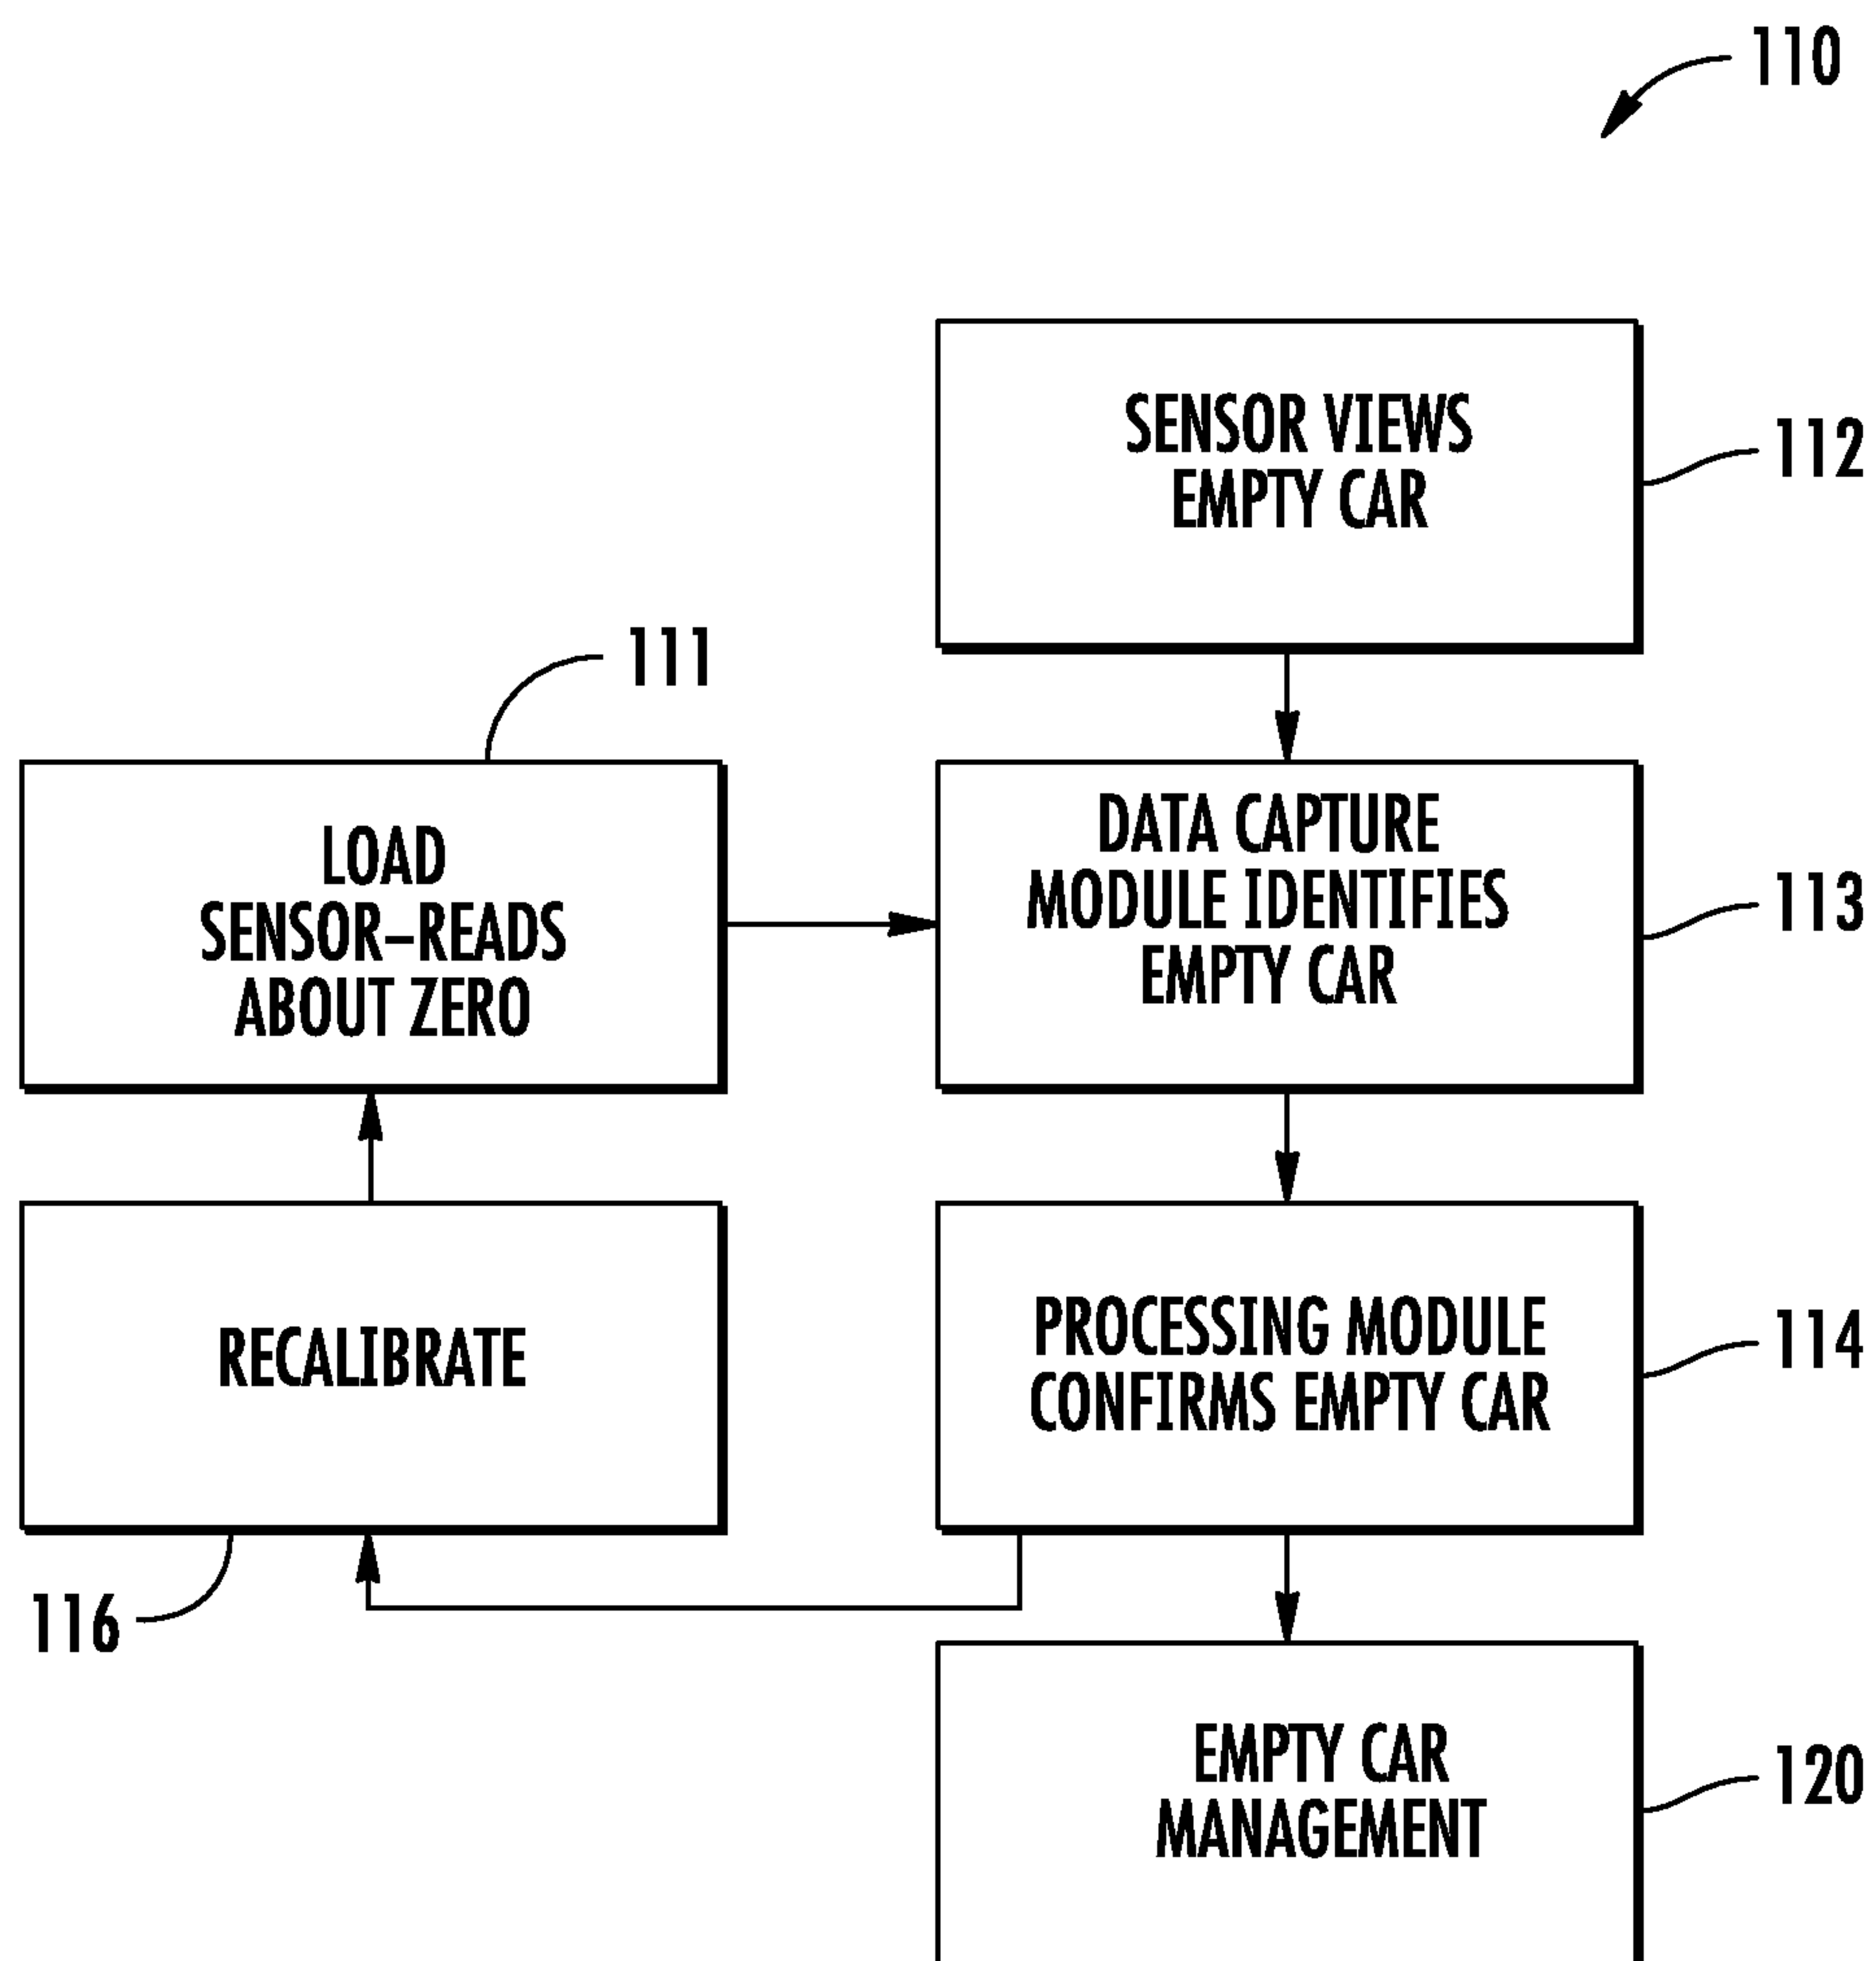 110
SENSOR VIEWS
EMPTY CAR
112
111
LOAD
SENSOR–READS
ABOUT ZERO
DATA CAPTURE
MODULE IDENTIFIES
EMPTY CAR
113
RECALIBRATE
116
PROCESSING MODULE
CONFIRMS EMPTY CAR
114
EMPTY CAR
MANAGEMENT
120